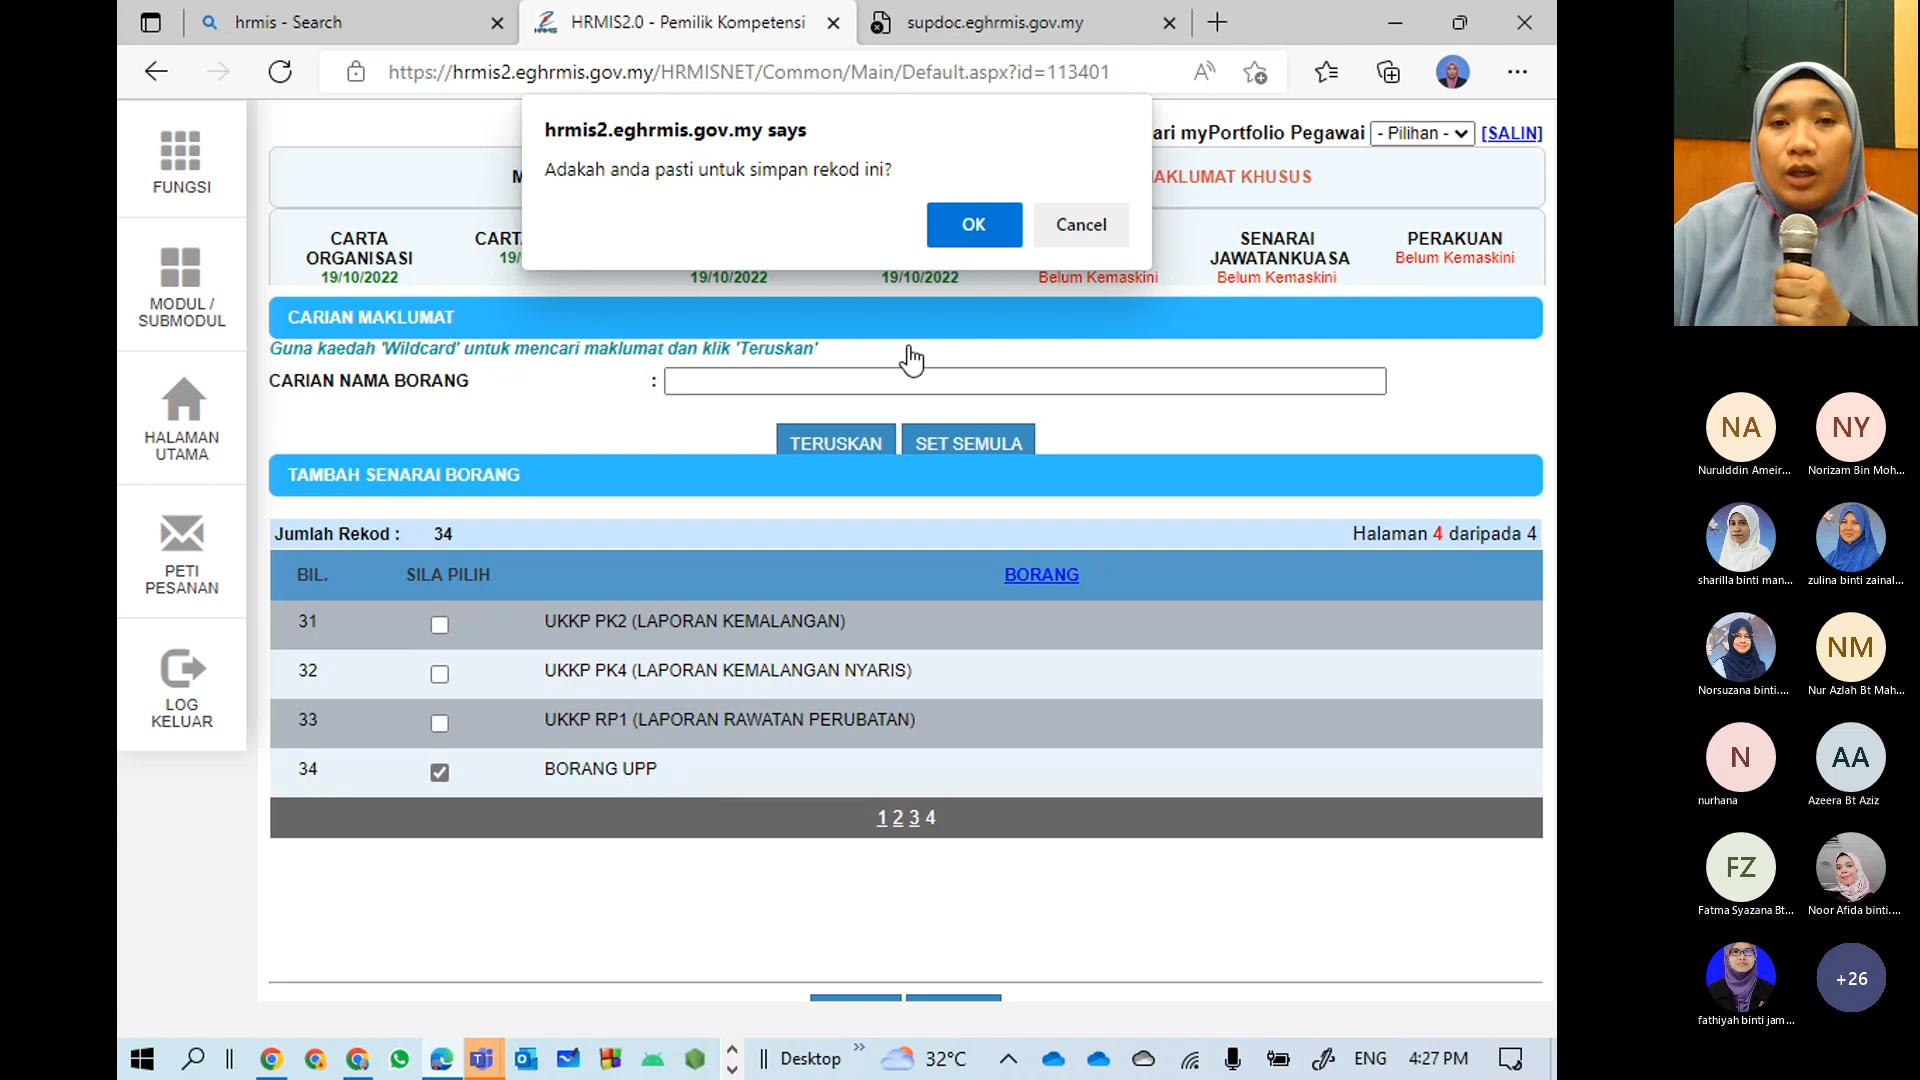 hrmis - Search
HRMIS2.0 - Pemilik Kompetensi
supdoc.eghrmis.gov.my
https://hrmis2.eghrmis.gov.my/HRMISNET/Common/Main/Default.aspx?id=113401
hrmis2.eghrmis.gov.my says
Adakah anda pasti untuk simpan rekod ini?
OK
Cancel
ari myPortfolio Pegawai
- Pilihan -
[SALIN]
AKLUMAT KHUSUS
FUNGSI
MODUL /
SUBMODUL
HALAMAN
UTAMA
PETI
PESANAN
LOG
KELUAR
CARTA
ORGANISASI
19/10/2022
CART
19/
19/10/2022
19/10/2022
Belum Kemaskini
SENARAI
JAWATANKUASA
Belum Kemaskini
PERAKUAN
Belum Kemaskini
CARIAN MAKLUMAT
Guna kaedah 'Wildcard' untuk mencari maklumat dan klik 'Teruskan'
CARIAN NAMA BORANG :
TERUSKAN
SET SEMULA
TAMBAH SENARAI BORANG
Jumlah Rekod : 34
Halaman 4 daripada 4
BIL. SILA PILIH BORANG
31 UKKP PK2 (LAPORAN KEMALANGAN)
32 UKKP PK4 (LAPORAN KEMALANGAN NYARIS)
33 UKKP RP1 (LAPORAN RAWATAN PERUBATAN)
34 BORANG UPP
1 2 3 4
NA
Nurulddin Ameir...
NY
Norizam Bin Moh...
sharilla binti man...
zulina binti zainal...
Norsuzana binti....
NM
Nur Azlah Bt Mah...
N
nurhana
AA
Azeera Bt Aziz
FZ
Fatma Syazana Bt...
Noor Afida binti....
fathiyah binti jam...
+26
Desktop
32°C
ENG
4:27 PM